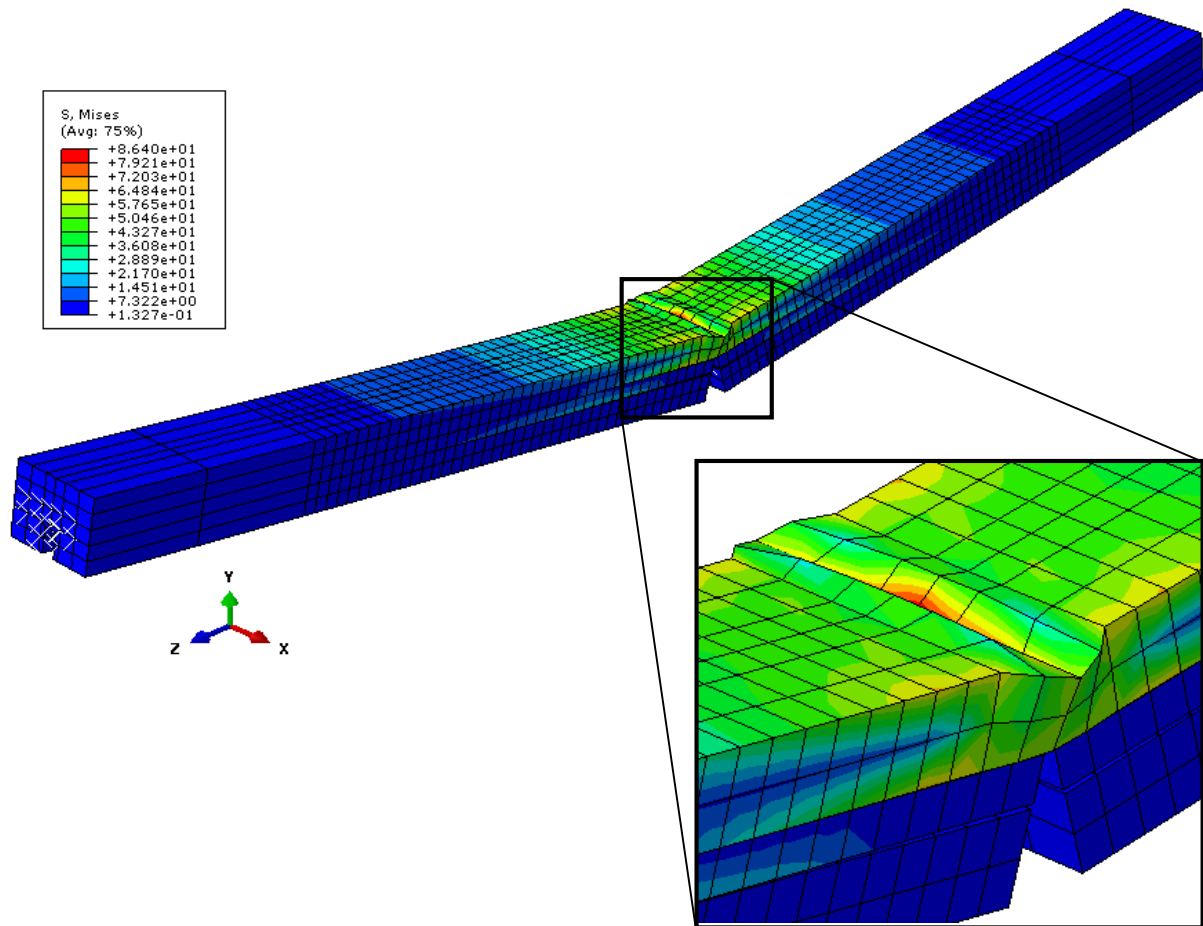 S, Mises
(Avg: 75%)
+8.640e+01
+7.921e+01
+7.203e+01
+6.484e+01
+5.765e+01
+5.046e+01
+4.327e+01
+3.608e+01
+2.889e+01
+2.170e+01
+1.451e+01
+7.322e+00
+1.327e-01
Y
Z
X